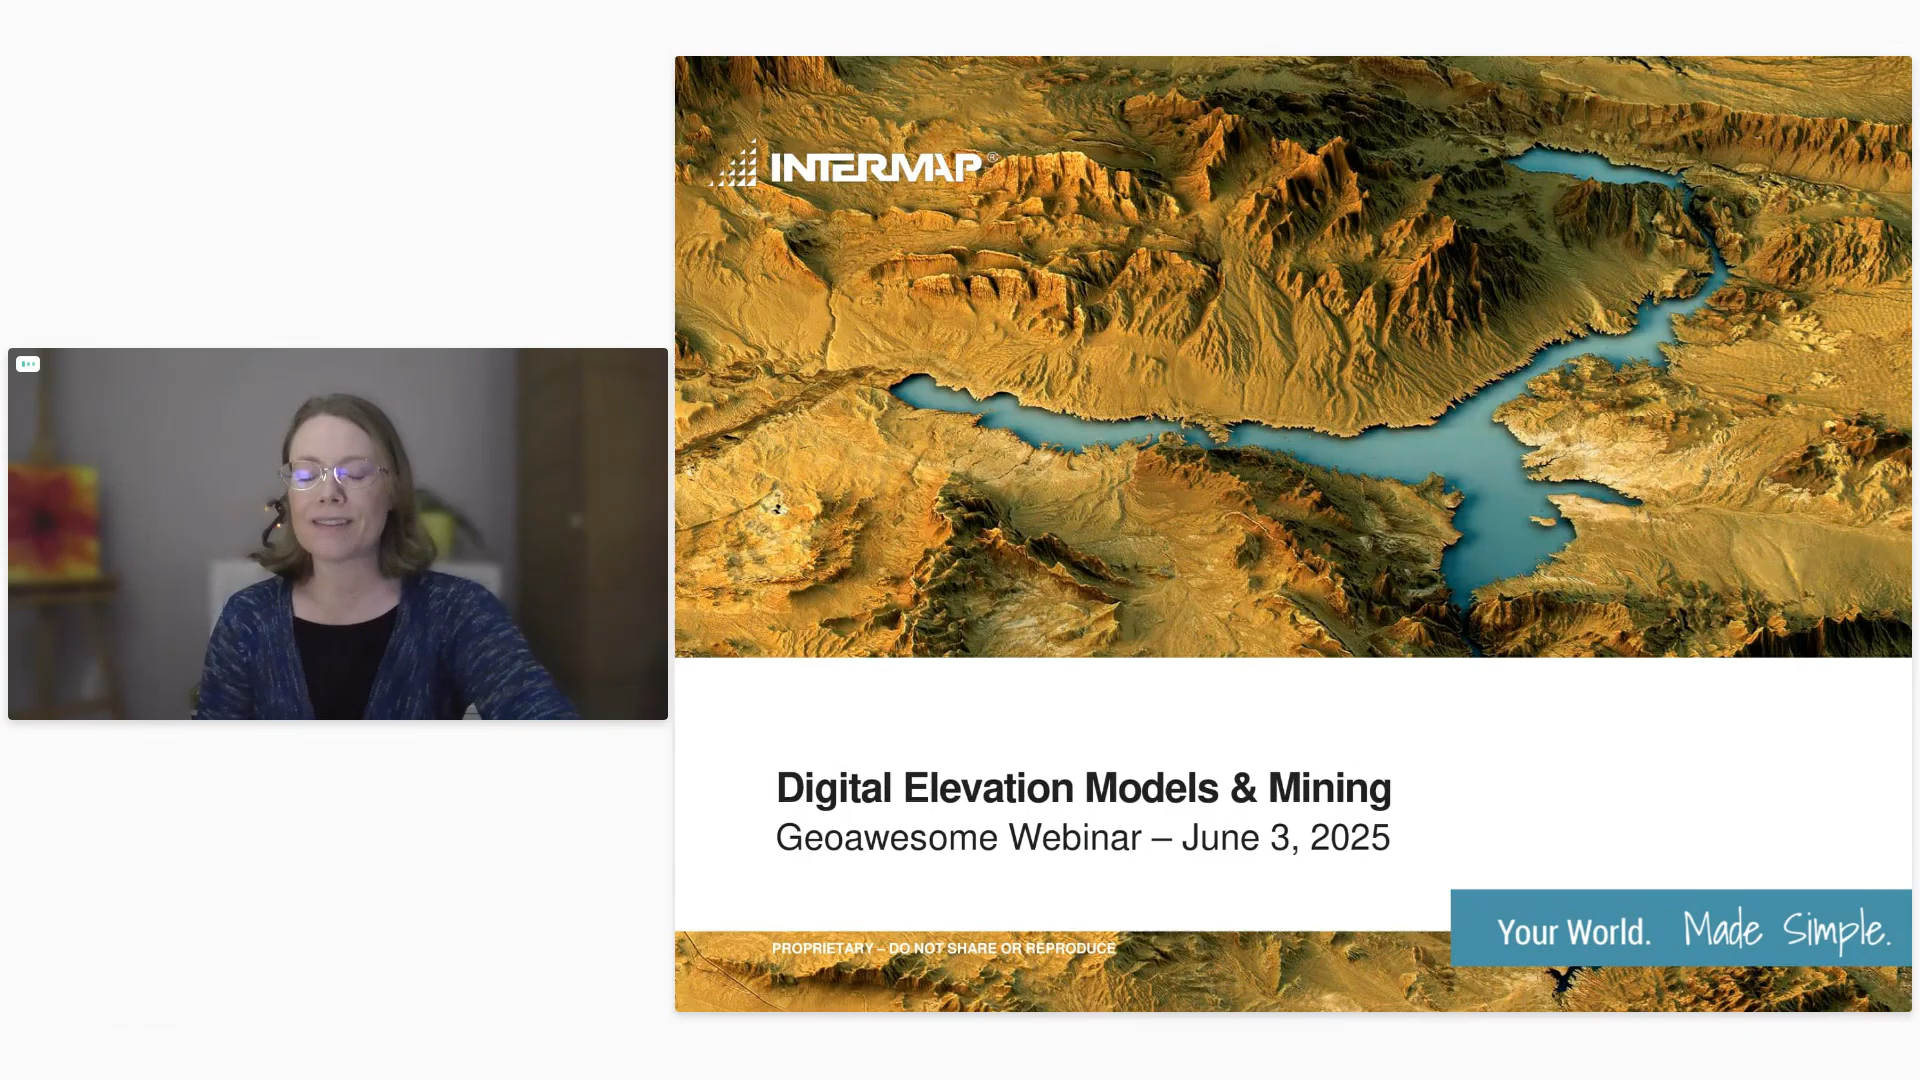 INTERMAP®
Digital Elevation Models & Mining
Geoawesome Webinar – June 3, 2025
Your World. Made Simple.
PROPRIETARY – DO NOT SHARE OR REPRODUCE